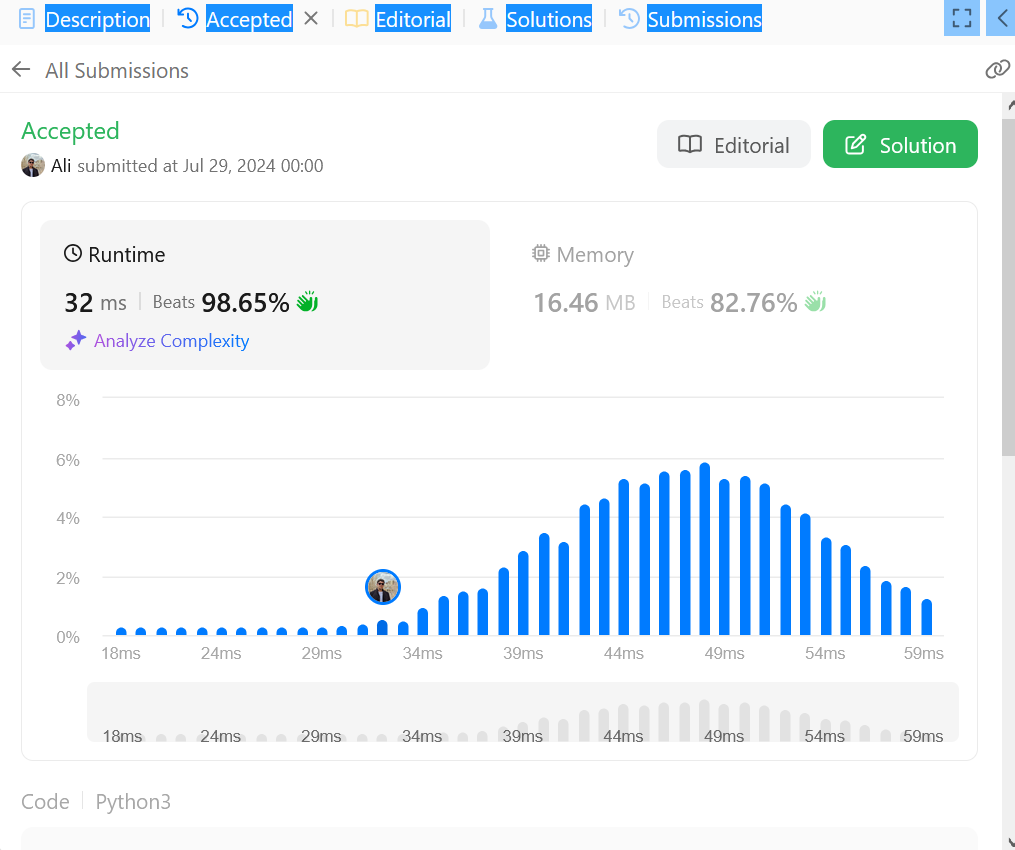 Description Accepted Editorial Solutions Submissions
All Submissions
Accepted
Ali submitted at Jul 29, 2024 00:00
Editorial
Solution
Runtime
32 ms Beats 98.65%
Analyze Complexity
Memory
16.46 MB Beats 82.76%
8%
6%
4%
2%
0%
18ms 24ms 29ms 34ms 39ms 44ms 49ms 54ms 59ms
18ms 24ms 29ms 34ms 39ms 44ms 49ms 54ms 59ms
Code Python3